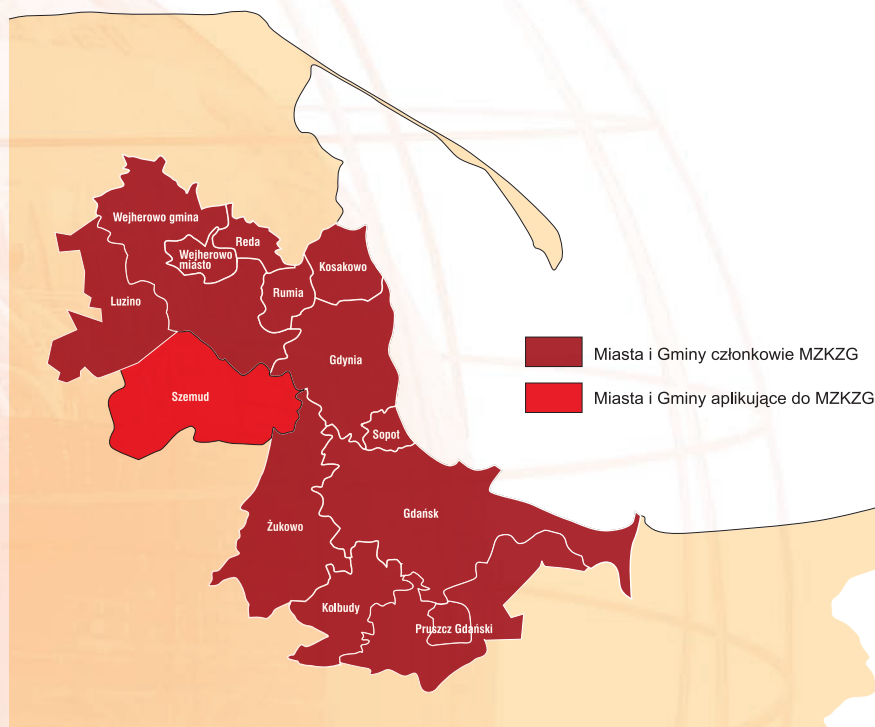 Wejherowo gmina
Reda
Wejherowo
miasto
Kosakowo
Rumia
Luzino
Gdynia
Miasta i Gminy członkowie MZKZG
Szemud
Miasta i Gminy aplikujące do MZKZG
Sopot
Gdańsk
Żukowo
Kolbudy
Pruszcz Gdański